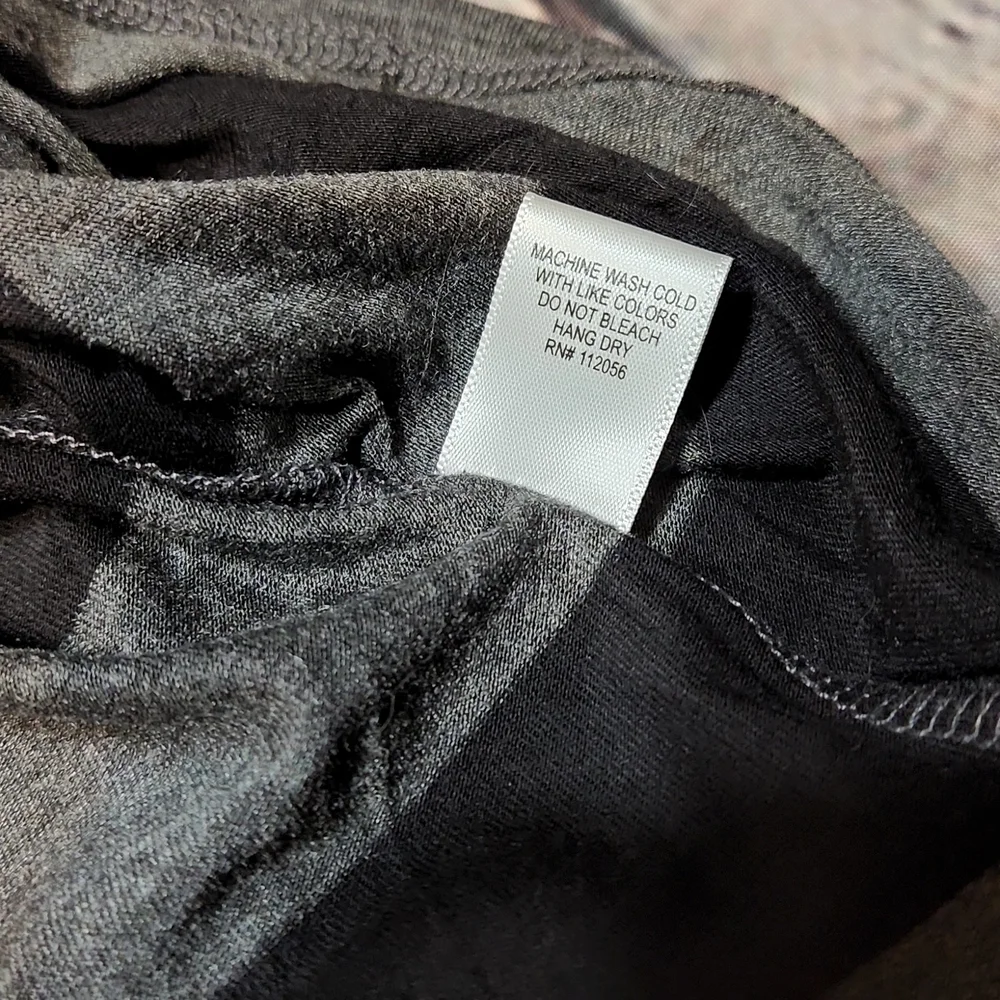 MACHINE WASH COLD
WITH LIKE COLORS
DO NOT BLEACH
HANG DRY
RN# 112056